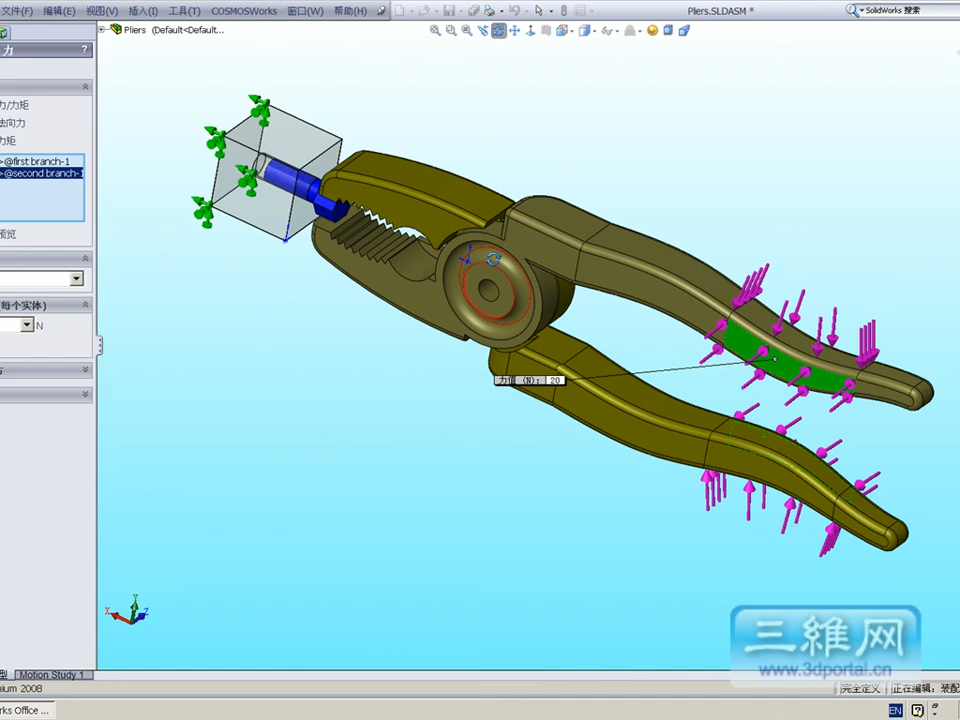 文件(F) 编辑(E) 视图(V) 插入(I) 工具(T) COSMOSWorks 窗口(W) 帮助(H) Pliers.SLDASM * SolidWorks 搜索
Pliers (Default<Default...
力 ?
力/力矩
法向力
力矩
>@first branch-1
>@second branch-1
预览
每个实体)
N
力值 (N): 20
X Y Z
三維网
www.3dportal.cn
型 Motion Study 1
nium 2008 完全定义 正在编辑: 装配
rks Office ... EN